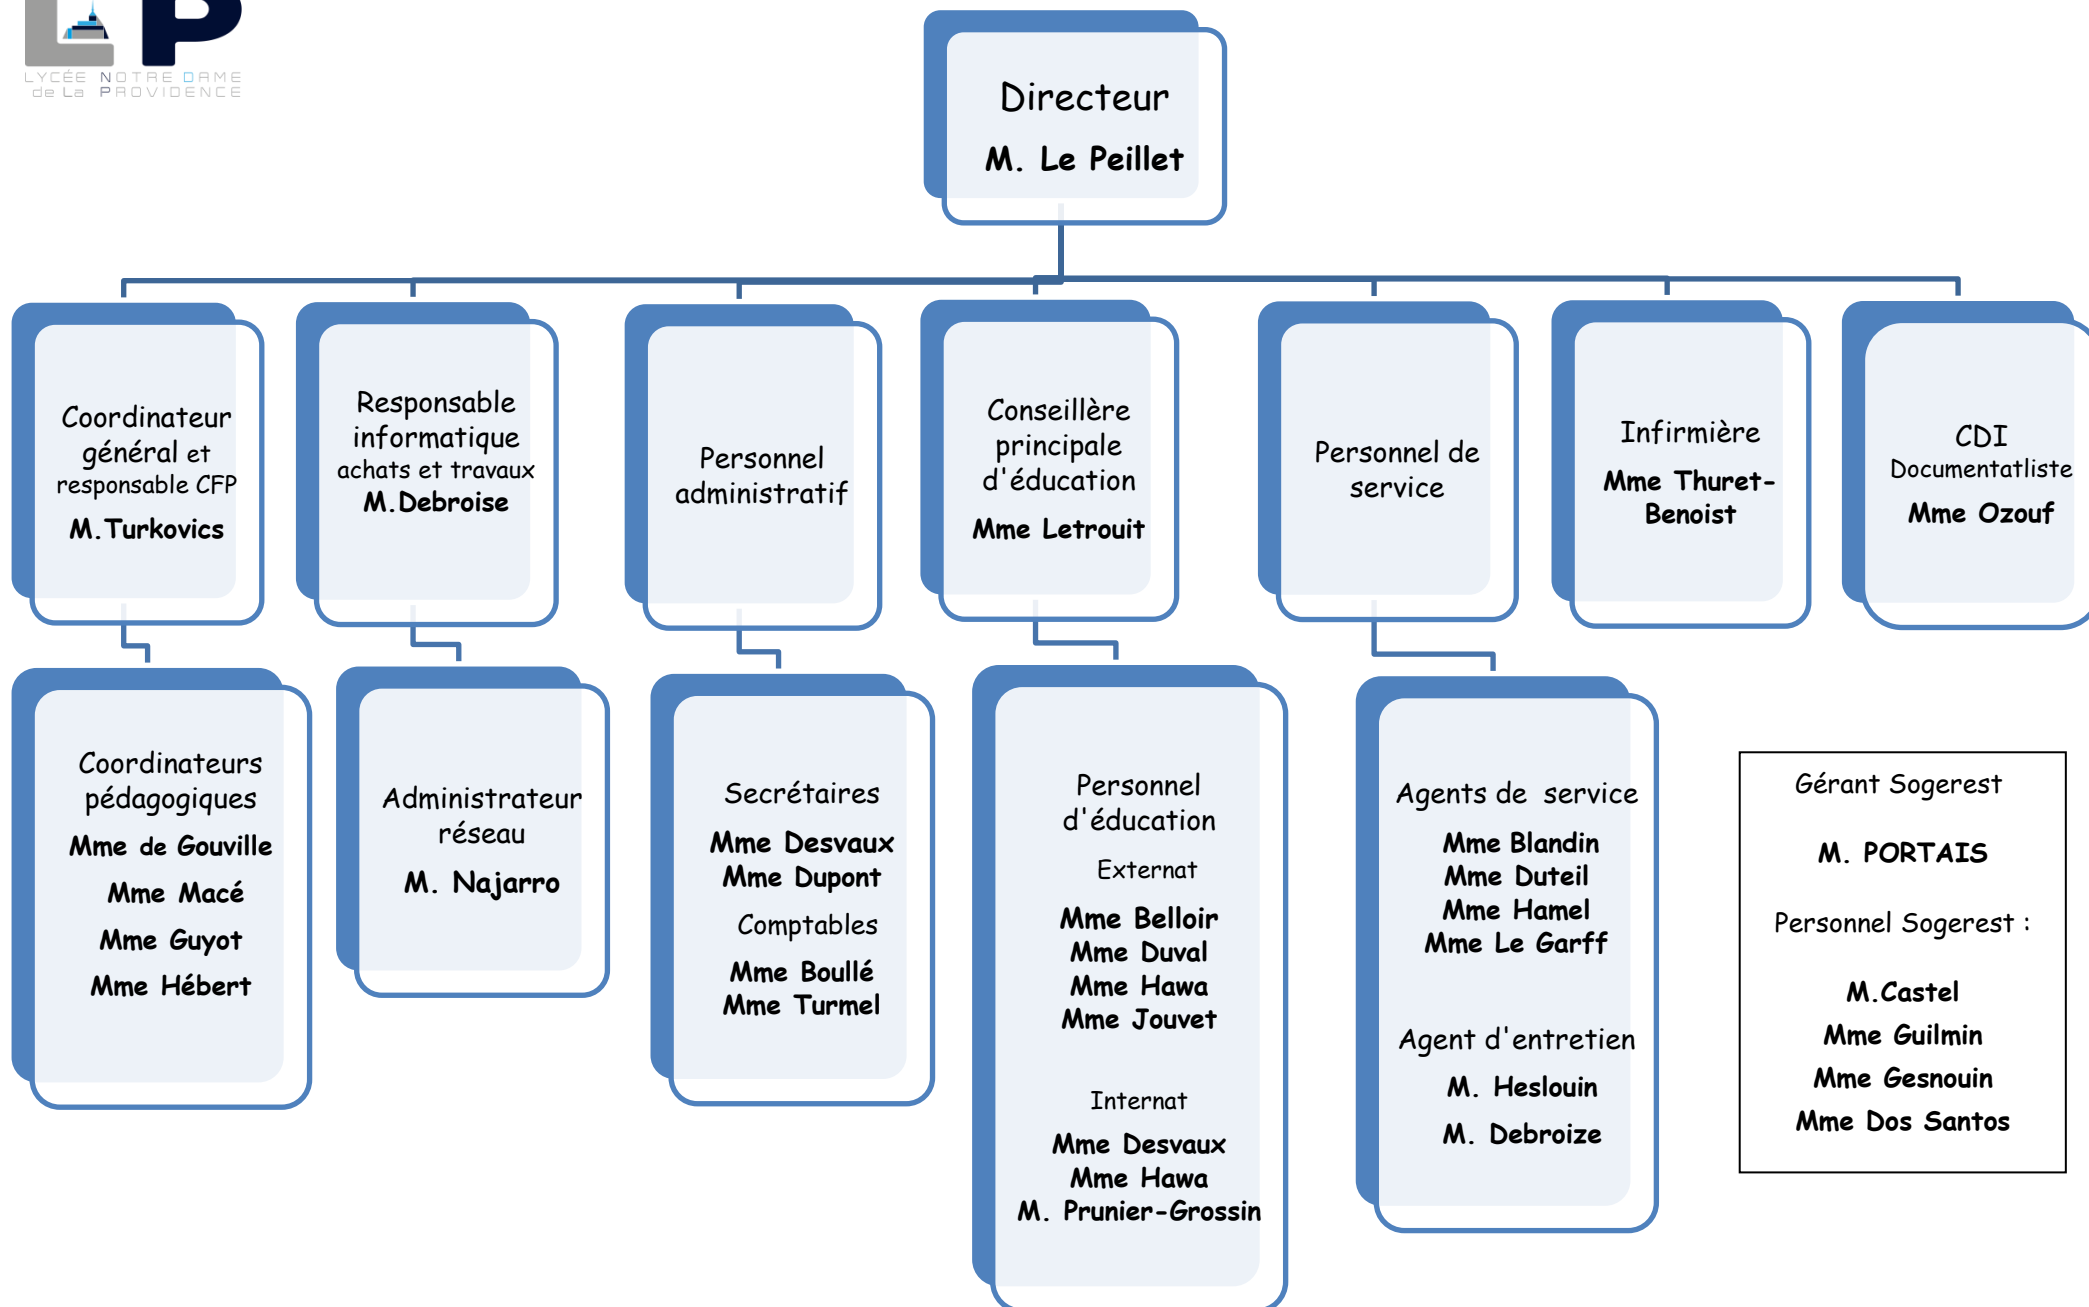 LYCÉE NOTRE DAME
de La PROVIDENCE
Directeur
M. Le Peillet
Coordinateur
général et
responsable CFP
M.Turkovics
Responsable
informatique
achats et travaux
M.Debroise
Personnel
administratif
Conseillère
principale
d'éducation
Mme Letrouit
Personnel de
service
Infirmière
Mme Thuret-
Benoist
CDI
Documentatliste
Mme Ozouf
Coordinateurs
pédagogiques
Mme de Gouville
Mme Macé
Mme Guyot
Mme Hébert
Administrateur
réseau
M. Najarro
Secrétaires
Mme Desvaux
Mme Dupont
Comptables
Mme Boullé
Mme Turmel
Personnel
d'éducation
Externat
Mme Belloir
Mme Duval
Mme Hawa
Mme Jouvet
Internat
Mme Desvaux
Mme Hawa
M. Prunier-Grossin
Agents de service
Mme Blandin
Mme Duteil
Mme Hamel
Mme Le Garff
Agent d'entretien
M. Heslouin
M. Debroize
Gérant Sogerest
M. PORTAIS
Personnel Sogerest :
M.Castel
Mme Guilmin
Mme Gesnouin
Mme Dos Santos